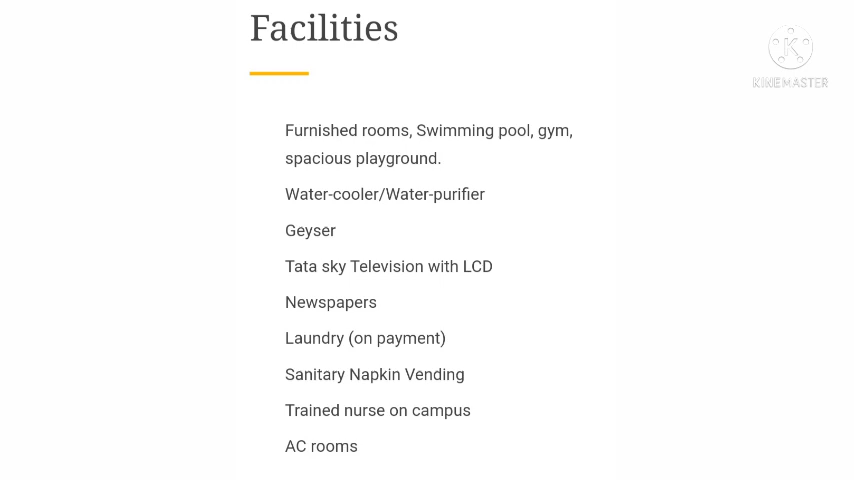 Facilities
KINEMASTER
Furnished rooms, Swimming pool, gym,
spacious playground.
Water-cooler/Water-purifier
Geyser
Tata sky Television with LCD
Newspapers
Laundry (on payment)
Sanitary Napkin Vending
Trained nurse on campus
AC rooms